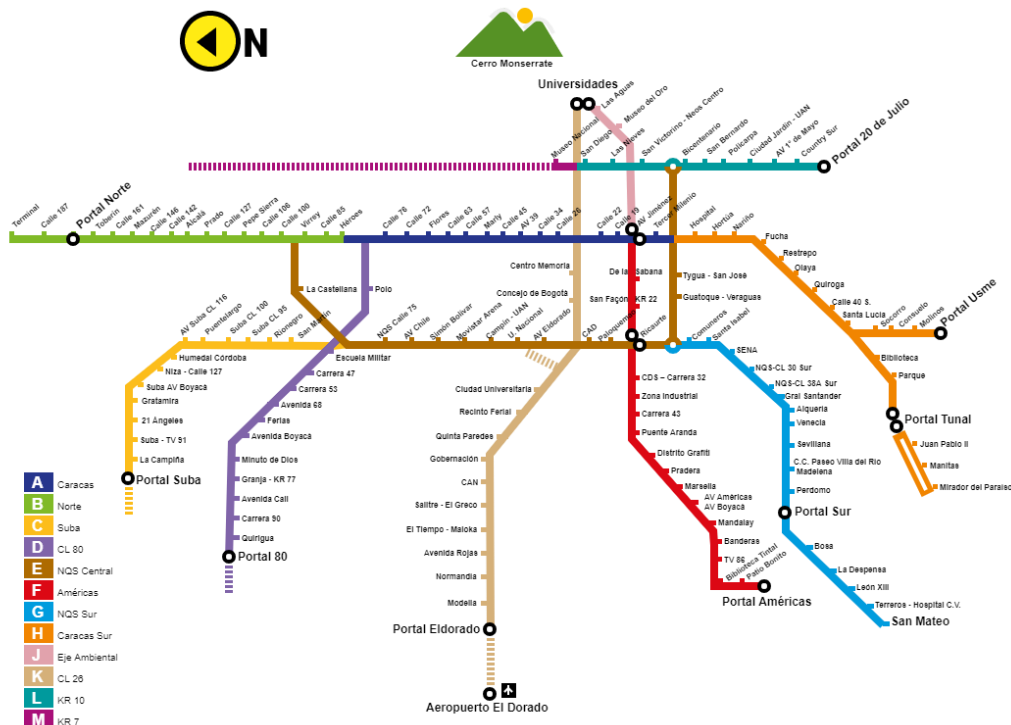 N
Cerro Monserrate
Universidades
Las Aguas
Museo del Oro
Museo Nacional
San Diego
Las Nieves
San Victorino - Neos Centro
Bicentenario
San Bernardo
Policarpa
Ciudad Jardín - UAN
AV 1° de Mayo
Country Sur
Portal 20 de Julio
Terminal
Calle 187
Portal Norte
Toberín
Calle 161
Mazurén
Calle 146
Calle 142
Alcalá
Prado
Calle 127
Pepe Sierra
Calle 106
Calle 100
Virrey
Calle 85
Héroes
Calle 76
Calle 72
Flores
Calle 63
Calle 57
Marly
Calle 45
AV 39
Calle 34
Calle 26
Calle 22
Calle 19
AV Jiménez
Tercer Milenio
Hospital
Hortúa
Nariño
Fucha
Restrepo
Olaya
Quiroga
Calle 40 S.
Santa Lucia
Socorro
Consuelo
Molinos
Portal Usme
Biblioteca
Parque
Portal Tunal
Juan Pablo II
Manitas
Mirador del Paraiso
Centro Memoria
Concejo de Bogotá
De la Sabana
San Façon - KR 22
Tygua - San José
Guatoque - Veraguas
La Castellana
Polo
AV Suba CL 116
Puentelargo
Suba CL 100
Suba CL 95
Rionegro
San Martín
NQS Calle 75
AV Chile
Simón Bolívar
Movistar Arena
Campín - UAN
U. Nacional
AV Eldorado
CAD
Paloquemao
Ricaurte
Comuneros
Santa Isabel
SENA
NQS-CL 30 Sur
NQS-CL 38A Sur
Gral Santander
Alqueria
Venecia
Sevillana
C.C. Paseo Villa del Río
Madelena
Perdomo
Portal Sur
Bosa
La Despensa
León XIII
Terreros - Hospital C.V.
San Mateo
Humedal Córdoba
Niza - Calle 127
Suba AV Boyacá
Gratamira
21 Ángeles
Suba - TV 91
La Campiña
Portal Suba
Escuela Militar
Carrera 47
Carrera 53
Avenida 68
Ferias
Avenida Boyacá
Minuto de Dios
Granja - KR 77
Avenida Cali
Carrera 90
Quirigua
Portal 80
Ciudad Universitaria
Recinto Ferial
Quinta Paredes
Gobernación
CAN
Salitre - El Greco
El Tiempo - Maloka
Avenida Rojas
Normandía
Modelia
Portal Eldorado
Aeropuerto El Dorado
CDS – Carrera 32
Zona Industrial
Carrera 43
Puente Aranda
Distrito Grafiti
Pradera
Marsella
AV Américas
AV Boyacá
Mandalay
Banderas
TV 86
Biblioteca Tintal
Patio Bonito
Portal Américas
A Caracas
B Norte
C Suba
D CL 80
E NQS Central
F Américas
G NQS Sur
H Caracas Sur
J Eje Ambiental
K CL 26
L KR 10
M KR 7